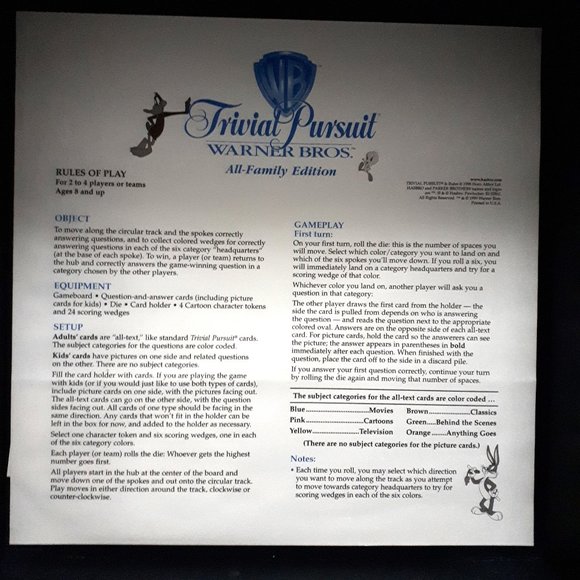 WB
Trivial Pursuit
WARNER BROS.™
All-Family Edition
RULES OF PLAY
For 2 to 4 players or teams
Ages 8 and up
www.hasbro.com
All Rights Reserved.
Printed in U.S.A.
OBJECT
To move along the circular track and the spokes correctly
answering questions, and to collect colored wedges for correctly
answering questions in each of the six category "headquarters"
(at the base of each spoke). To win, a player (or team) returns to
the hub and correctly answers the game-winning question in a
category chosen by the other players.
EQUIPMENT
Gameboard • Question-and-answer cards (including picture
cards for kids) • Die • Card holder • 4 Cartoon character tokens
and 24 scoring wedges
SETUP
Adults' cards are "all-text," like standard Trivial Pursuit® cards.
The subject categories for the questions are color coded.
Kids' cards have pictures on one side and related questions
on the other. There are no subject categories.
Fill the card holder with cards. If you are playing the game
with kids (or if you would just like to use both types of cards),
include picture cards on one side, with the pictures facing out.
The all-text cards can go on the other side, with the question
sides facing out. All cards of one type should be facing in the
same direction. Any cards that won't fit in the holder can be
left in the box for now, and added to the holder as necessary.
Select one character token and six scoring wedges, one in each
of the six category colors.
Each player (or team) rolls the die: Whoever gets the highest
number goes first.
All players start in the hub at the center of the board and
move down one of the spokes and out onto the circular track.
Play moves in either direction around the track, clockwise or
counter-clockwise.
GAMEPLAY
First turn:
On your first turn, roll the die: this is the number of spaces you
will move. Select which color/category you want to land on and
which of the six spokes you'll move down. If you roll a six, you
will immediately land on a category headquarters and try for a
scoring wedge of that color.
Whichever color you land on, another player will ask you a
question in that category:
The other player draws the first card from the holder — the
side the card is pulled from depends on who is answering
the question — and reads the question next to the appropriate
colored oval. Answers are on the opposite side of each all-text
card. For picture cards, hold the card so the answerers can see
the picture; the answer appears in parentheses in bold
immediately after each question. When finished with the
question, place the card off to the side in a discard pile.
If you answer your first question correctly, continue your turn
by rolling the die again and moving that number of spaces.
The subject categories for the all-text cards are color coded ...
Blue......................Movies Brown.......................Classics
Pink......................Cartoons Green.....Behind the Scenes
Yellow..................Television Orange ........Anything Goes
(There are no subject categories for the picture cards.)
Notes:
• Each time you roll, you may select which direction
you want to move along the track as you attempt
to move towards category headquarters to try for
scoring wedges in each of the six colors.